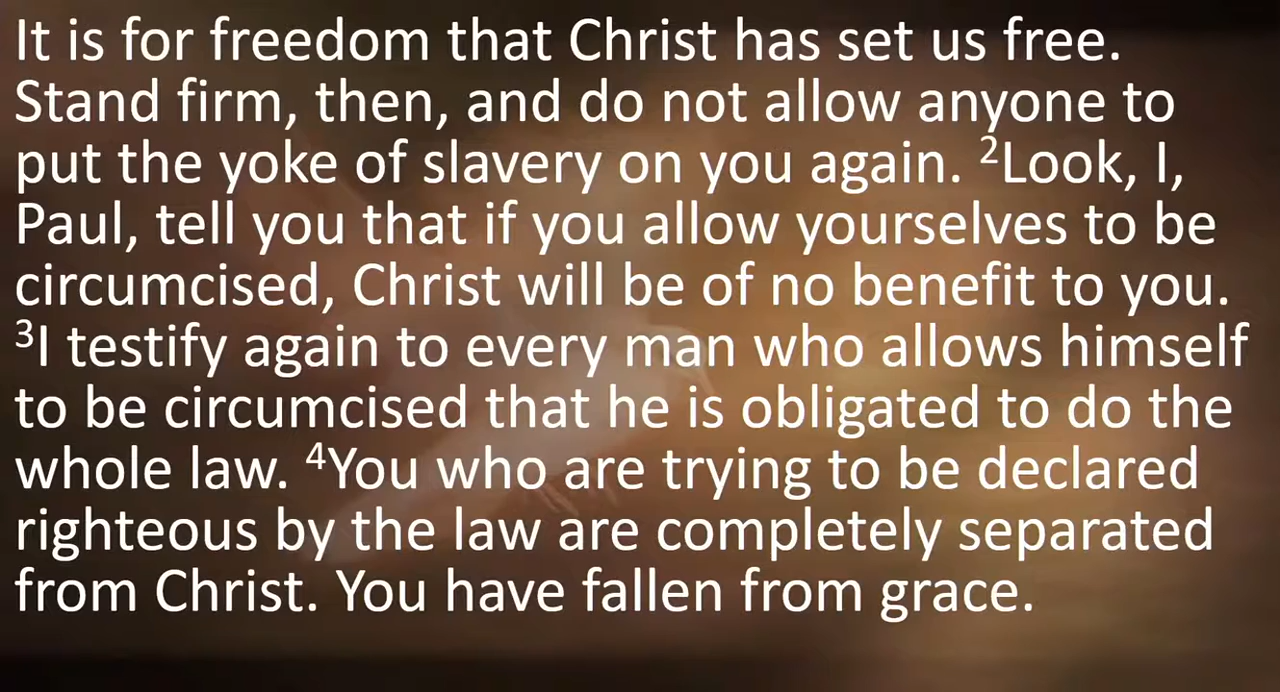 It is for freedom that Christ has set us free.
Stand firm, then, and do not allow anyone to
put the yoke of slavery on you again. ²Look, I,
Paul, tell you that if you allow yourselves to be
circumcised, Christ will be of no benefit to you.
³I testify again to every man who allows himself
to be circumcised that he is obligated to do the
whole law. ⁴You who are trying to be declared
righteous by the law are completely separated
from Christ. You have fallen from grace.